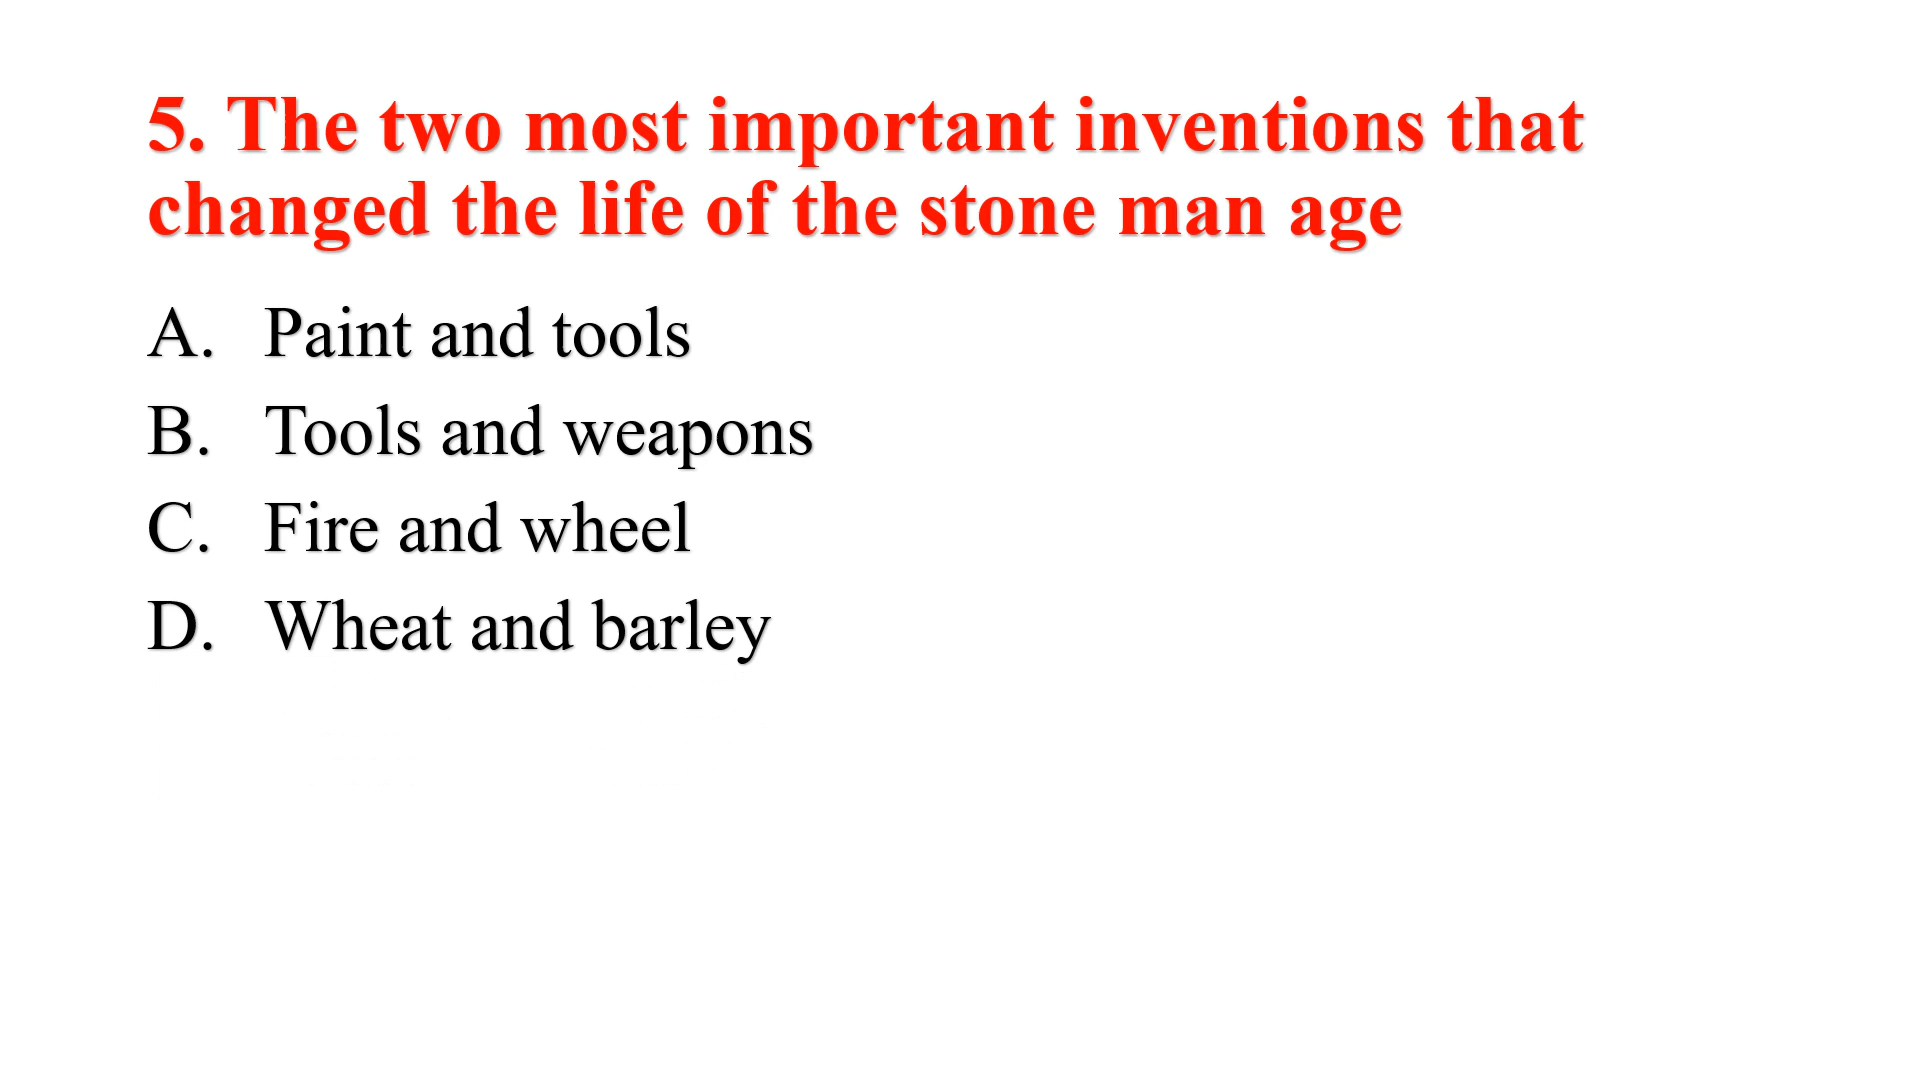 5. The two most important inventions that
changed the life of the stone man age
A. Paint and tools
B. Tools and weapons
C. Fire and wheel
D. Wheat and barley